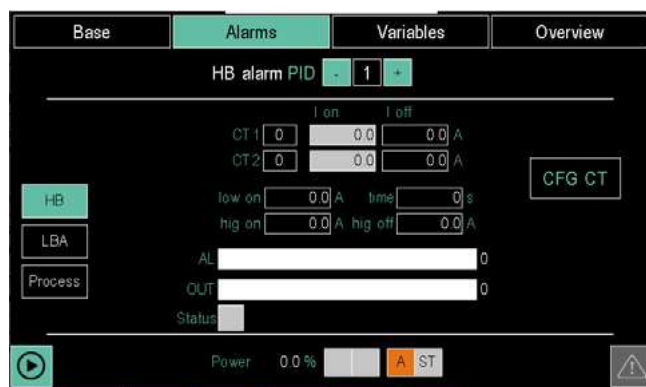 Base Alarms Variables Overview
HB alarm PID - 1 +
I on I off
CT 1 0 0.0 0.0 A
CT 2 0 0.0 0.0 A
CFG CT
HB low on 0.0 A time 0 s
hig on 0.0 A hig off 0.0 A
LBA
AL 0
Process
OUT 0
Status
Power 0.0 % A ST